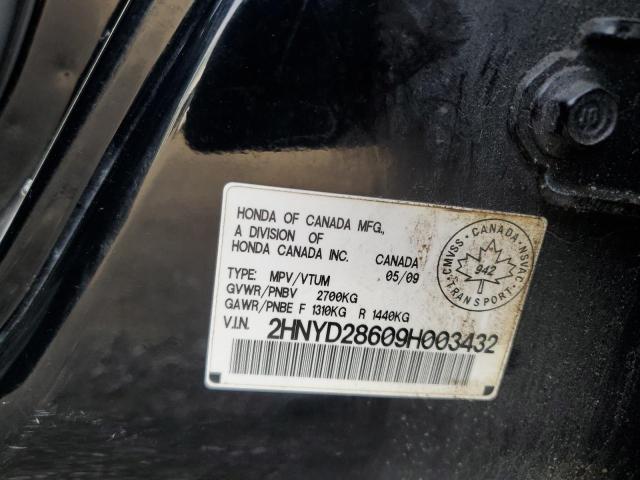 HONDA OF CANADA MFG.,
A DIVISION OF
HONDA CANADA INC. CANADA
05/09
TYPE: MPV/VTUM
GVWR/PNBV 2700KG
GAWR/PNBE F 1310KG R 1440KG
V.I.N. 2HNYD28609H003432
CMVSS · CANADA · NSVAC
942
TRANSPORT